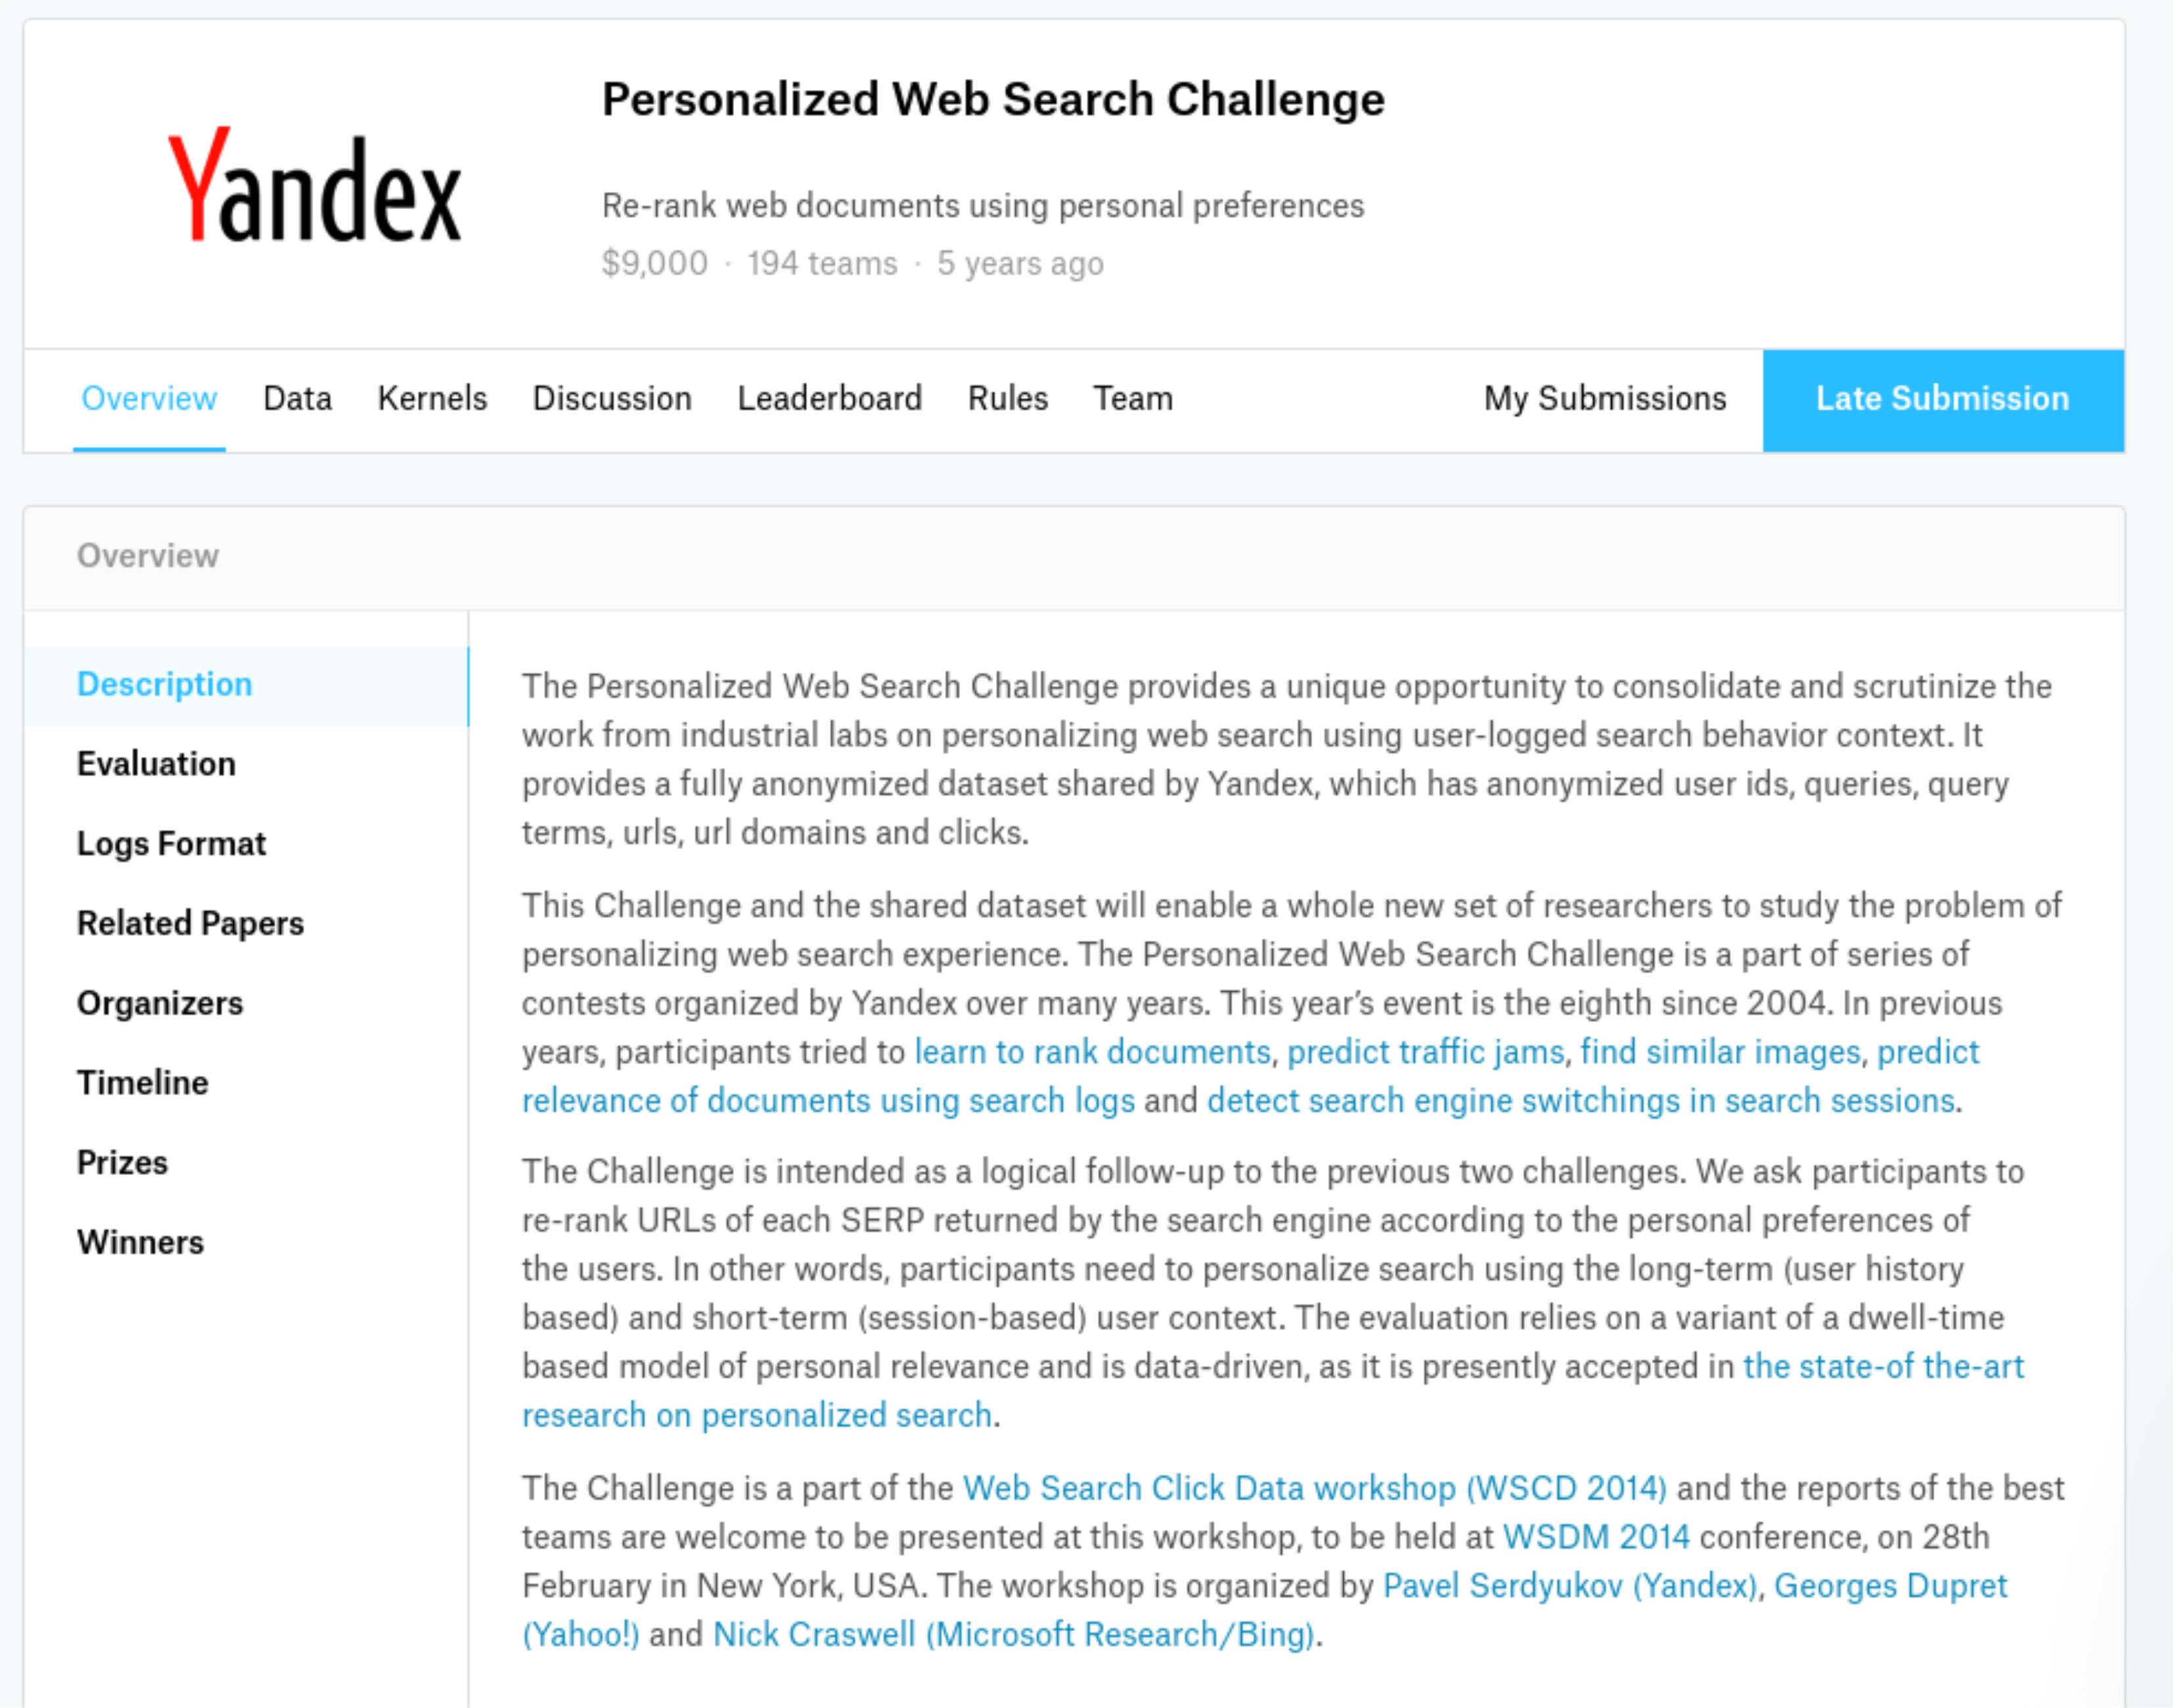 Yandex
Personalized Web Search Challenge
Re-rank web documents using personal preferences
$9,000 · 194 teams · 5 years ago
Overview Data Kernels Discussion Leaderboard Rules Team My Submissions Late Submission
Overview
Description
Evaluation
Logs Format
Related Papers
Organizers
Timeline
Prizes
Winners
The Personalized Web Search Challenge provides a unique opportunity to consolidate and scrutinize the
work from industrial labs on personalizing web search using user-logged search behavior context. It
provides a fully anonymized dataset shared by Yandex, which has anonymized user ids, queries, query
terms, urls, url domains and clicks.
This Challenge and the shared dataset will enable a whole new set of researchers to study the problem of
personalizing web search experience. The Personalized Web Search Challenge is a part of series of
contests organized by Yandex over many years. This year’s event is the eighth since 2004. In previous
years, participants tried to learn to rank documents, predict traffic jams, find similar images, predict
relevance of documents using search logs and detect search engine switchings in search sessions.
The Challenge is intended as a logical follow-up to the previous two challenges. We ask participants to
re-rank URLs of each SERP returned by the search engine according to the personal preferences of
the users. In other words, participants need to personalize search using the long-term (user history
based) and short-term (session-based) user context. The evaluation relies on a variant of a dwell-time
based model of personal relevance and is data-driven, as it is presently accepted in the state-of the-art
research on personalized search.
The Challenge is a part of the Web Search Click Data workshop (WSCD 2014) and the reports of the best
teams are welcome to be presented at this workshop, to be held at WSDM 2014 conference, on 28th
February in New York, USA. The workshop is organized by Pavel Serdyukov (Yandex), Georges Dupret
(Yahoo!) and Nick Craswell (Microsoft Research/Bing).